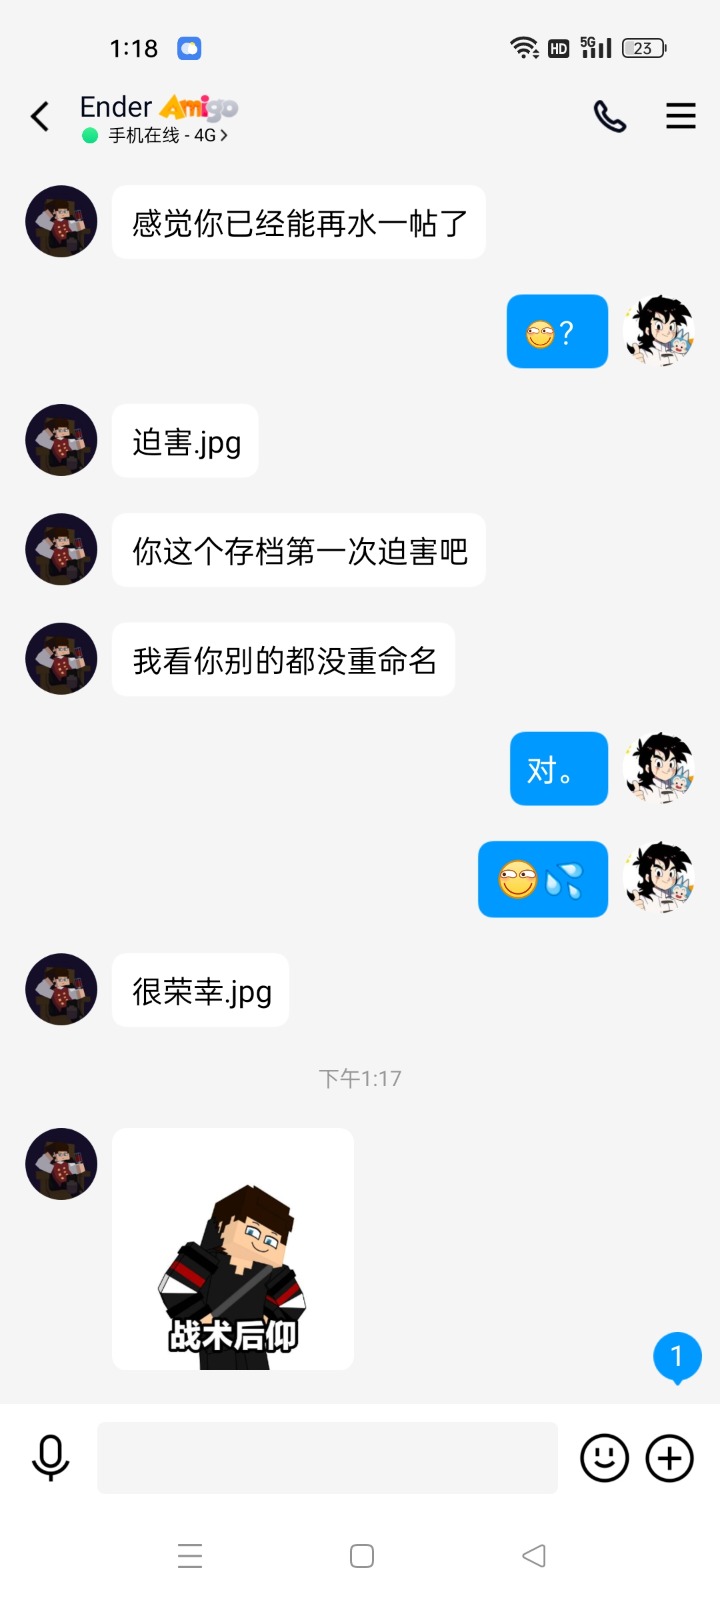 1:18
HD
5G
23
Ender Amigo
手机在线 - 4G
感觉你已经能再水一帖了
?
迫害.jpg
你这个存档第一次迫害吧
我看你别的都没重命名
对。
很荣幸.jpg
下午1:17
战术后仰
1